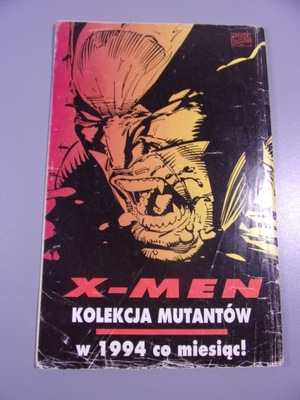 X-MEN
KOLEKCJA MUTANTÓW
w 1994 co miesiąc!